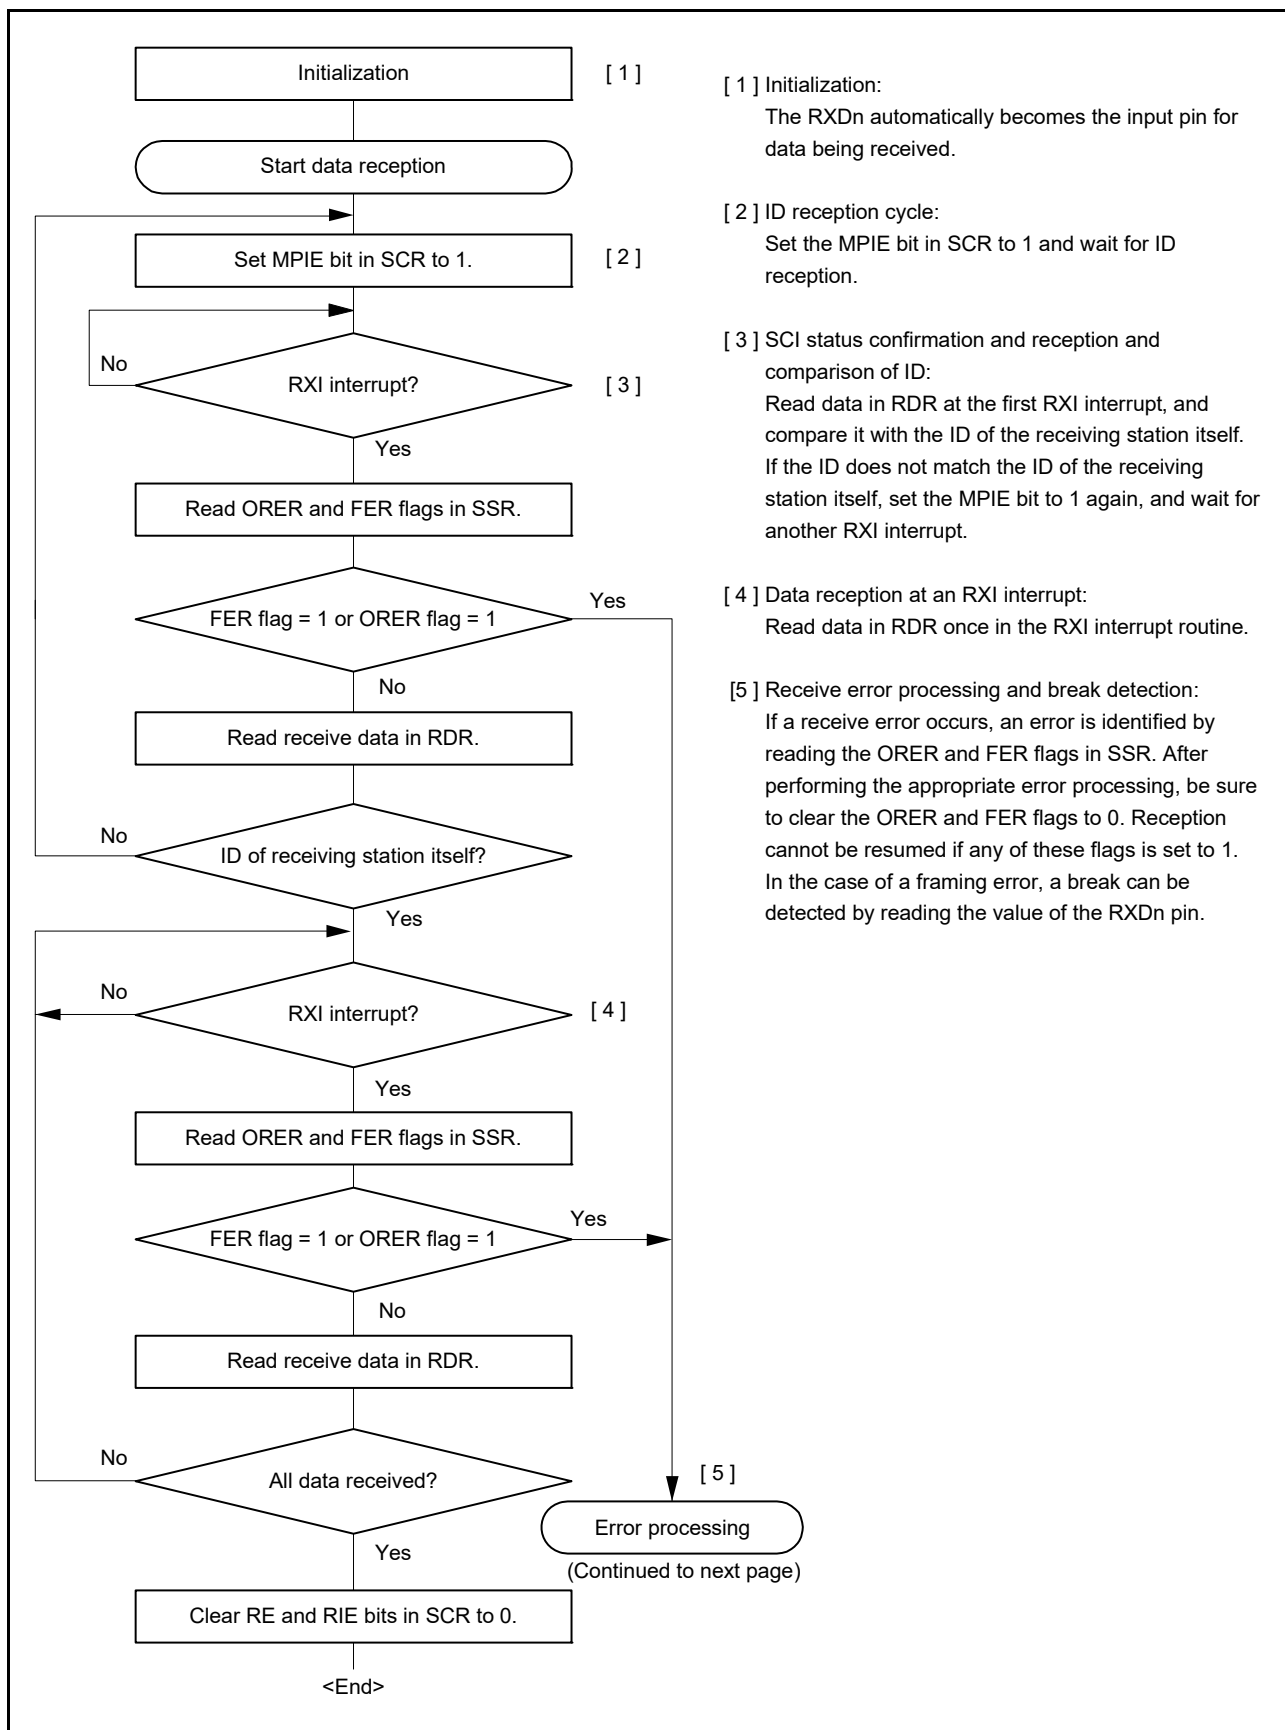 Initialization
[ 1 ]
Start data reception
Set MPIE bit in SCR to 1.
[ 2 ]
No
RXI interrupt?
[ 3 ]
Yes
Read ORER and FER flags in SSR.
FER flag = 1 or ORER flag = 1
Yes
No
Read receive data in RDR.
No
ID of receiving station itself?
Yes
No
RXI interrupt?
[ 4 ]
Yes
Read ORER and FER flags in SSR.
FER flag = 1 or ORER flag = 1
Yes
No
Read receive data in RDR.
No
All data received?
[ 5 ]
Error processing
(Continued to next page)
Yes
Clear RE and RIE bits in SCR to 0.
<End>
[ 1 ] Initialization:
The RXDn automatically becomes the input pin for
data being received.
[ 2 ] ID reception cycle:
Set the MPIE bit in SCR to 1 and wait for ID
reception.
[ 3 ] SCI status confirmation and reception and
comparison of ID:
Read data in RDR at the first RXI interrupt, and
compare it with the ID of the receiving station itself.
If the ID does not match the ID of the receiving
station itself, set the MPIE bit to 1 again, and wait for
another RXI interrupt.
[ 4 ] Data reception at an RXI interrupt:
Read data in RDR once in the RXI interrupt routine.
[5 ] Receive error processing and break detection:
If a receive error occurs, an error is identified by
reading the ORER and FER flags in SSR. After
performing the appropriate error processing, be sure
to clear the ORER and FER flags to 0. Reception
cannot be resumed if any of these flags is set to 1.
In the case of a framing error, a break can be
detected by reading the value of the RXDn pin.